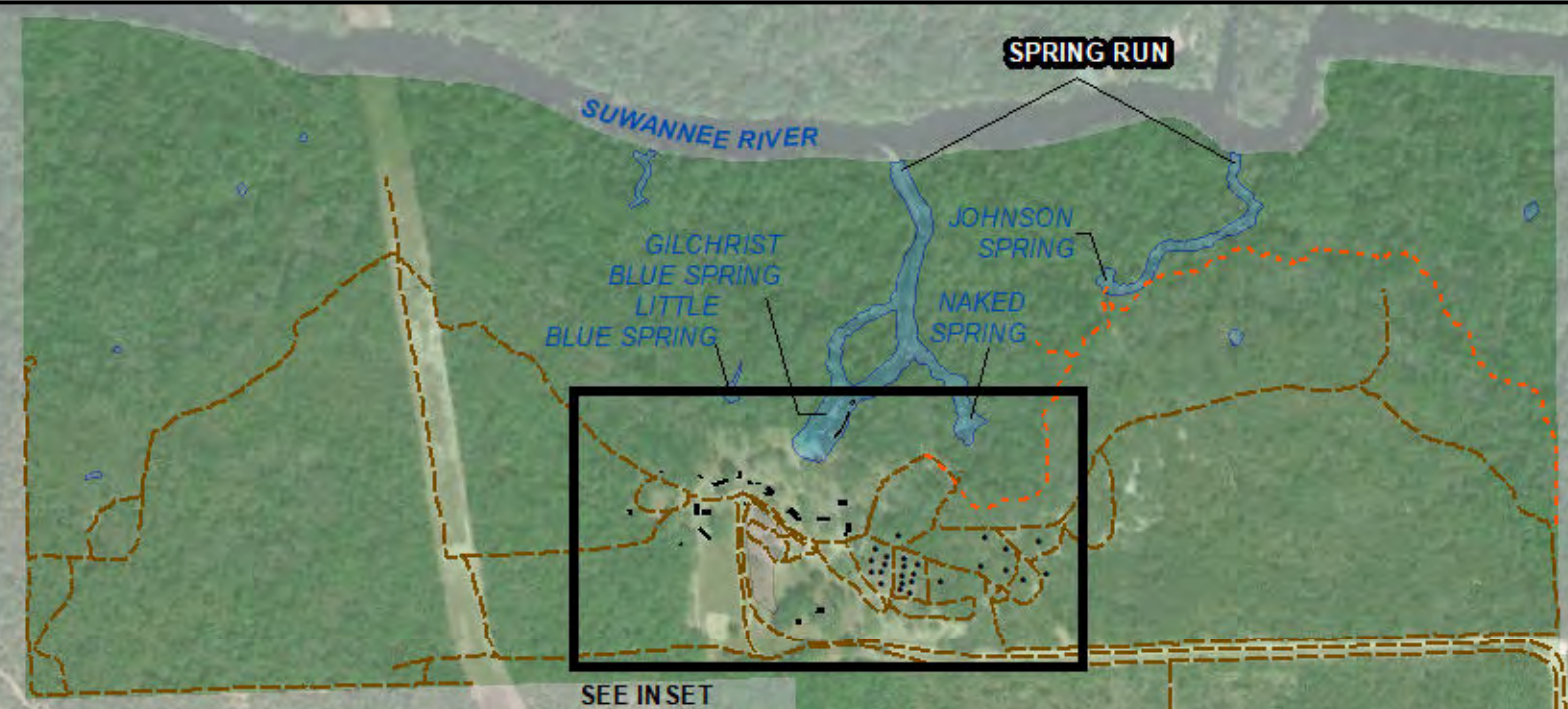 SPRING RUN
SUWANNEE RIVER
JOHNSON
SPRING
GILCHRIST
BLUE SPRING
LITTLE
BLUE SPRING
NAKED
SPRING
SEE INSET